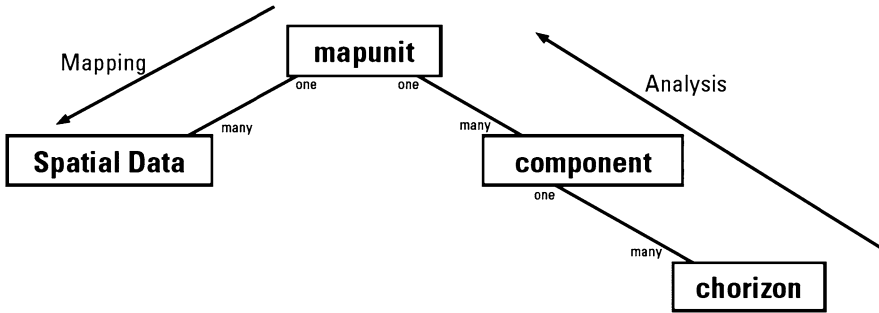 mapunit
Mapping
one
one
Analysis
many
many
Spatial Data
component
one
many
chorizon